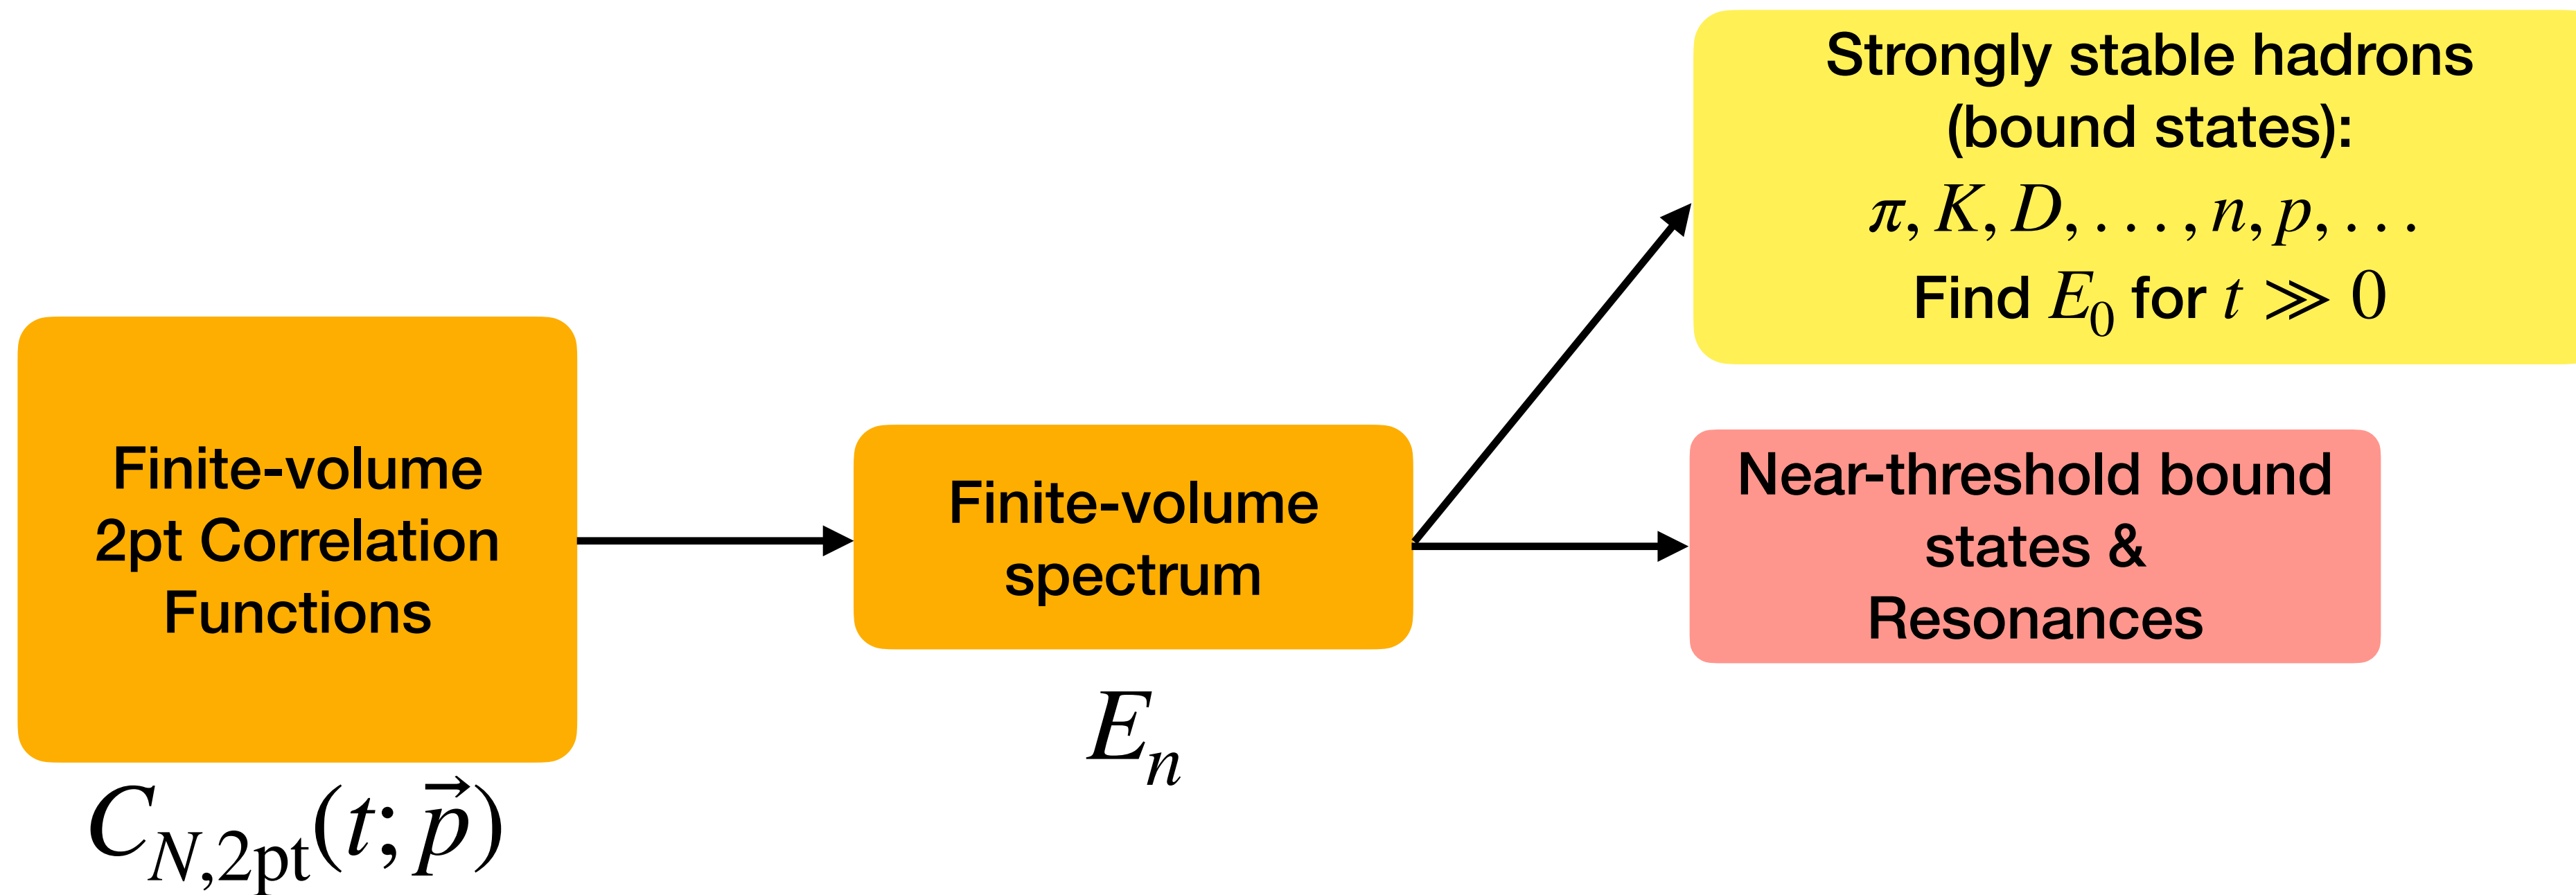 Strongly stable hadrons
(bound states):
π, K, D, . . . , n, p, . . .
Find E₀ for t ≫ 0
Finite-volume
2pt Correlation
Functions
C_{N,2pt}(t; \vec{p})
Finite-volume
spectrum
E_n
Near-threshold bound
states &
Resonances